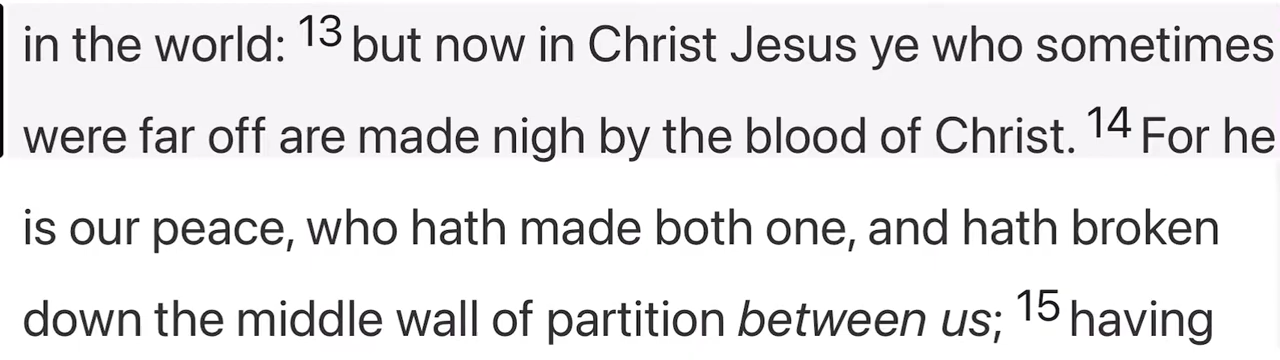 in the world: 13 but now in Christ Jesus ye who sometimes
were far off are made nigh by the blood of Christ. 14 For he
is our peace, who hath made both one, and hath broken
down the middle wall of partition between us; 15 having